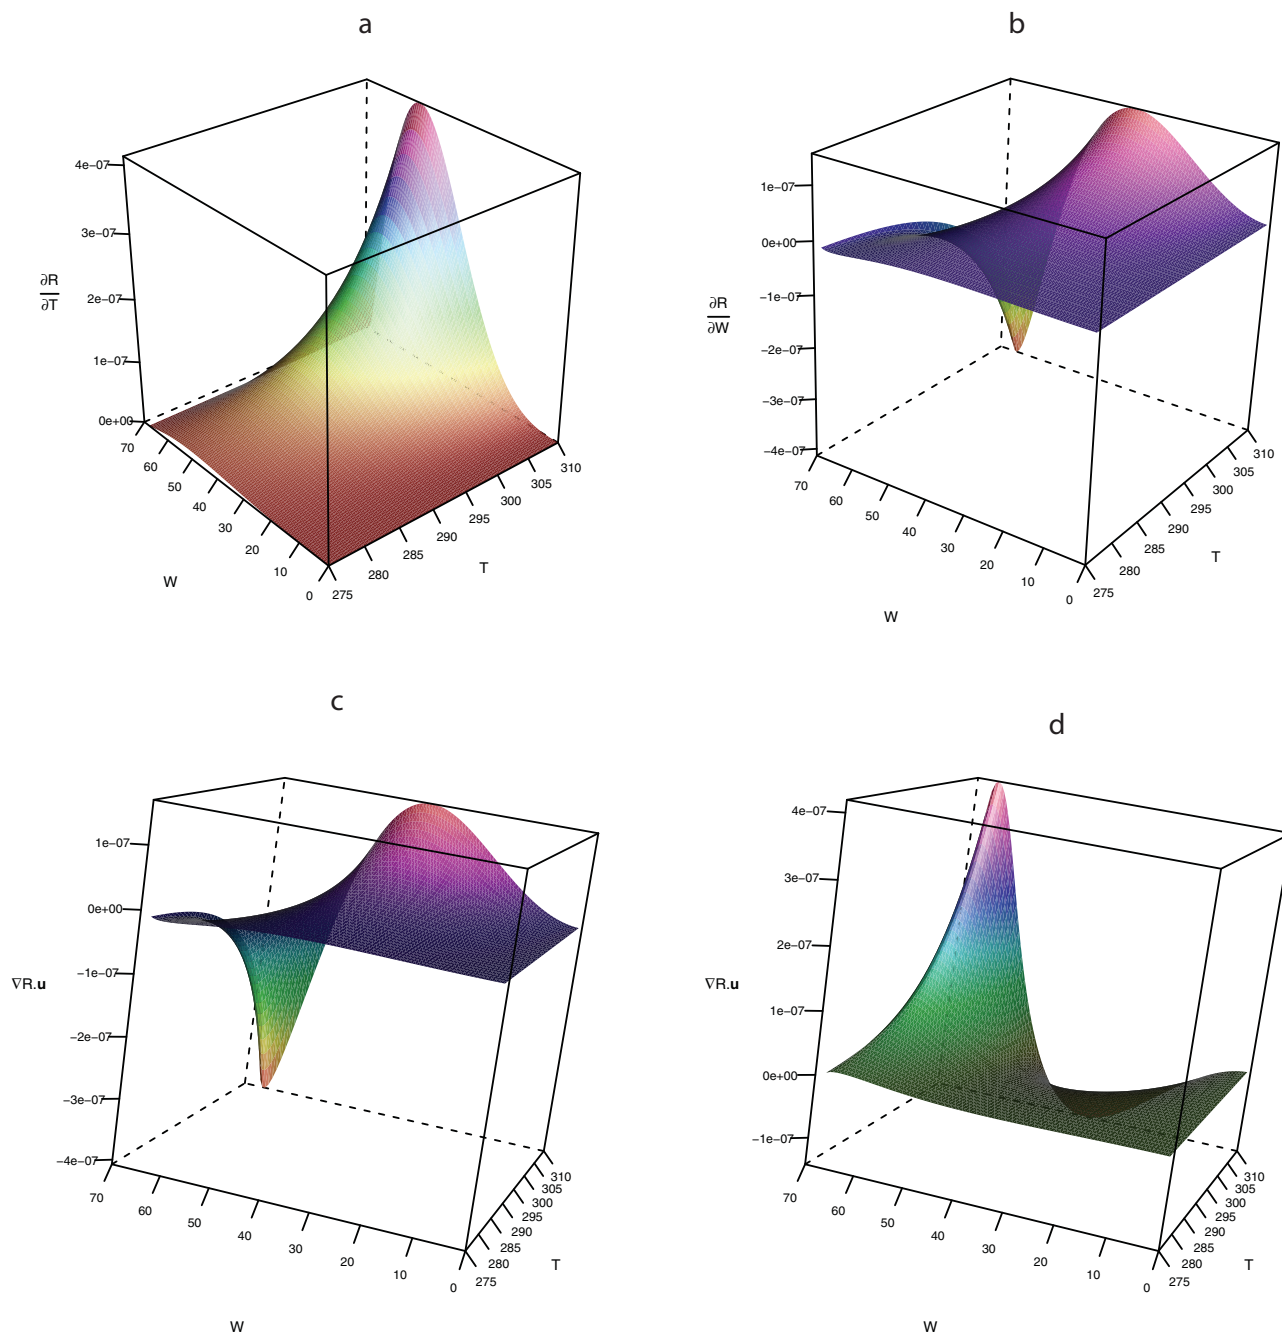 a
4e−07
3e−07
2e−07
1e−07
0e+00
∂R
∂T
70
60
50
40
30
20
10
0
W
275
280
285
290
295
300
305
310
T
b
1e−07
0e+00
−1e−07
−2e−07
−3e−07
−4e−07
∂R
∂W
70
60
50
40
30
20
10
0
W
275
280
285
290
295
300
305
310
T
c
1e−07
0e+00
−1e−07
−2e−07
−3e−07
−4e−07
∇R.u
70
60
50
40
30
20
10
0
W
275
280
285
290
295
300
305
310
T
d
4e−07
3e−07
2e−07
1e−07
0e+00
−1e−07
∇R.u
70
60
50
40
30
20
10
0
W
275
280
285
290
295
300
305
310
T